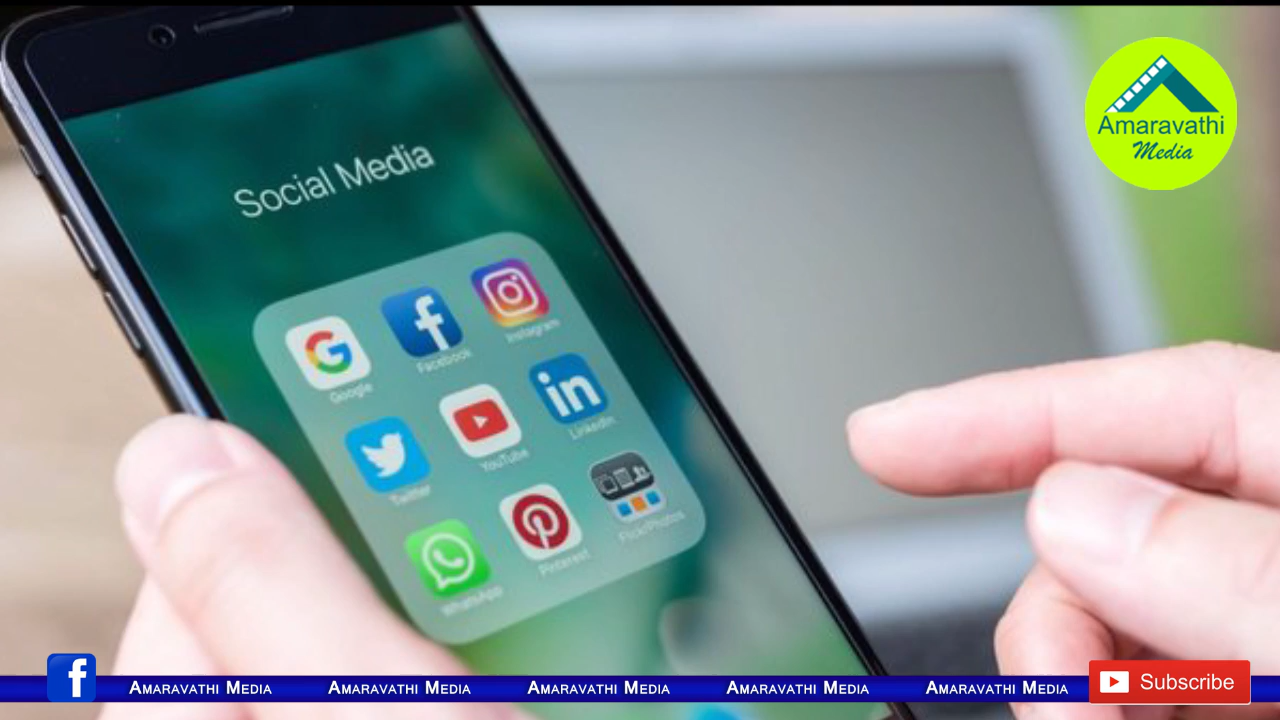 Social Media
Google
Facebook
Instagram
Twitter
YouTube
LinkedIn
WhatsApp
Pinterest
Amaravathi
Media
Amaravathi Media Amaravathi Media Amaravathi Media Amaravathi Media Amaravathi Media
Subscribe